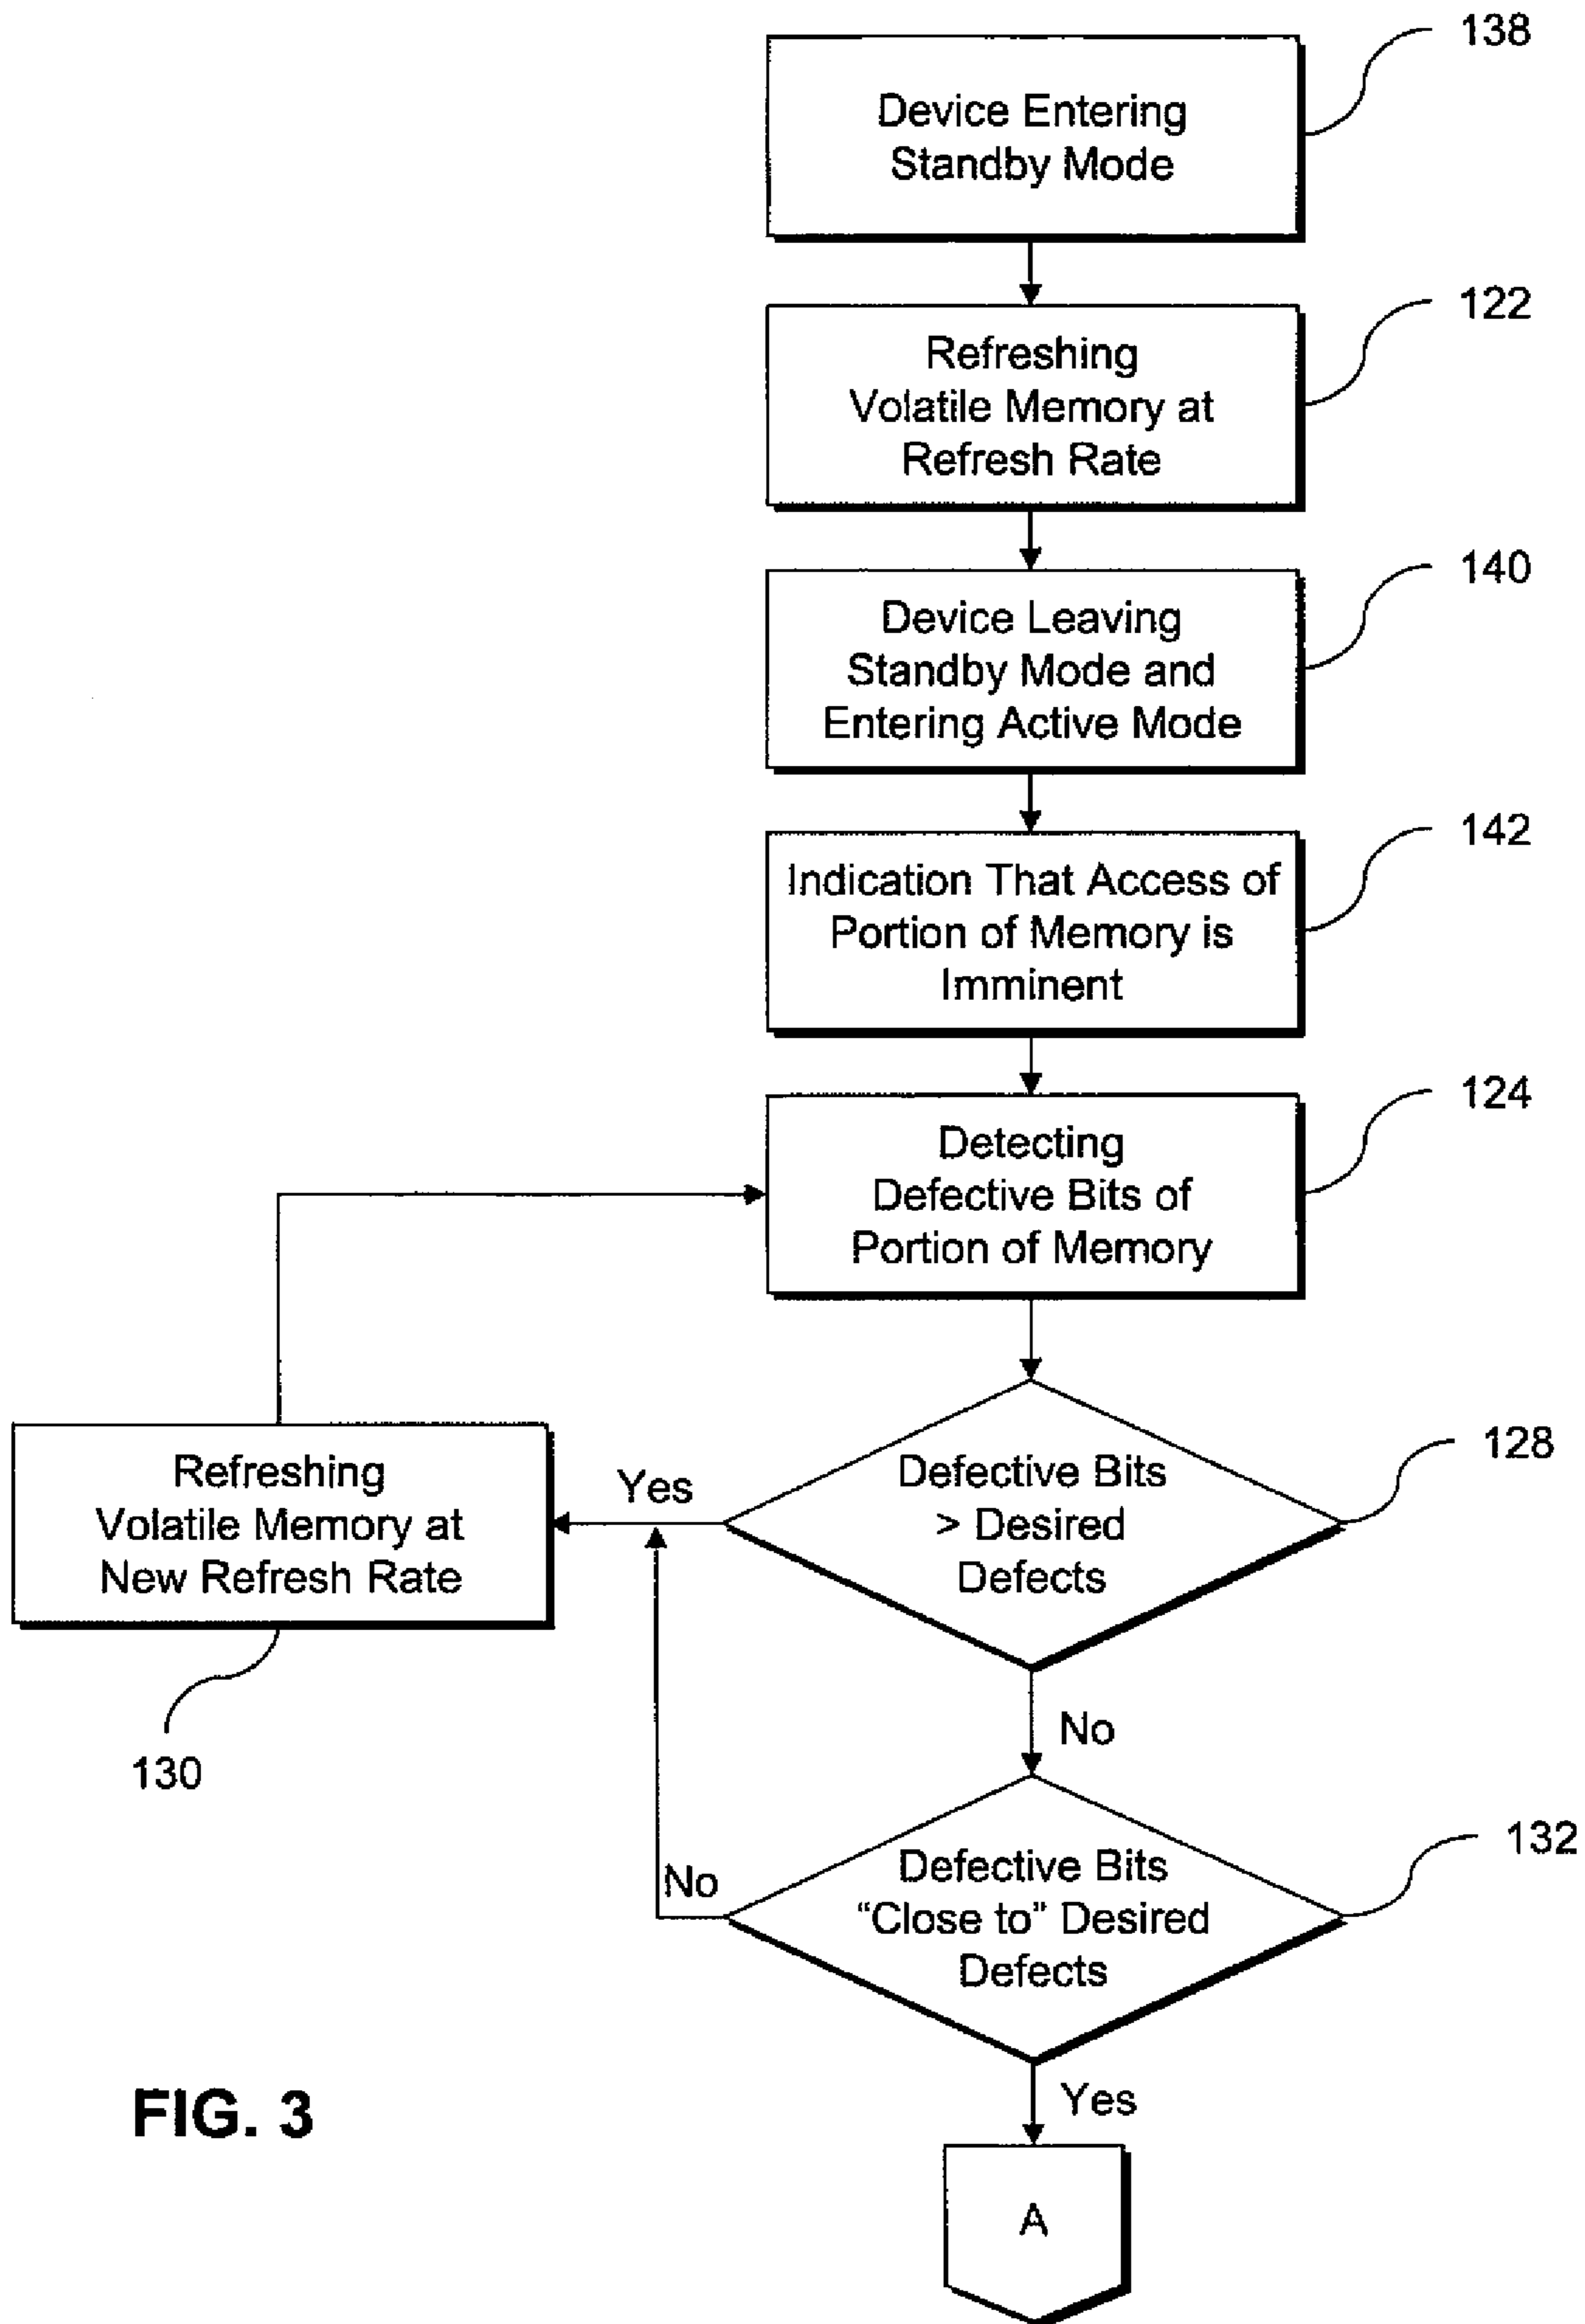 138
Device Entering
Standby Mode
122
Refreshing
Volatile Memory at
Refresh Rate
140
Device Leaving
Standby Mode and
Entering Active Mode
142
Indication That Access of
Portion of Memory is
Imminent
124
Detecting
Defective Bits of
Portion of Memory
128
Defective Bits
> Desired
Defects
Yes
Refreshing
Volatile Memory at
New Refresh Rate
130
No
132
Defective Bits
“Close to” Desired
Defects
No
Yes
A
FIG. 3